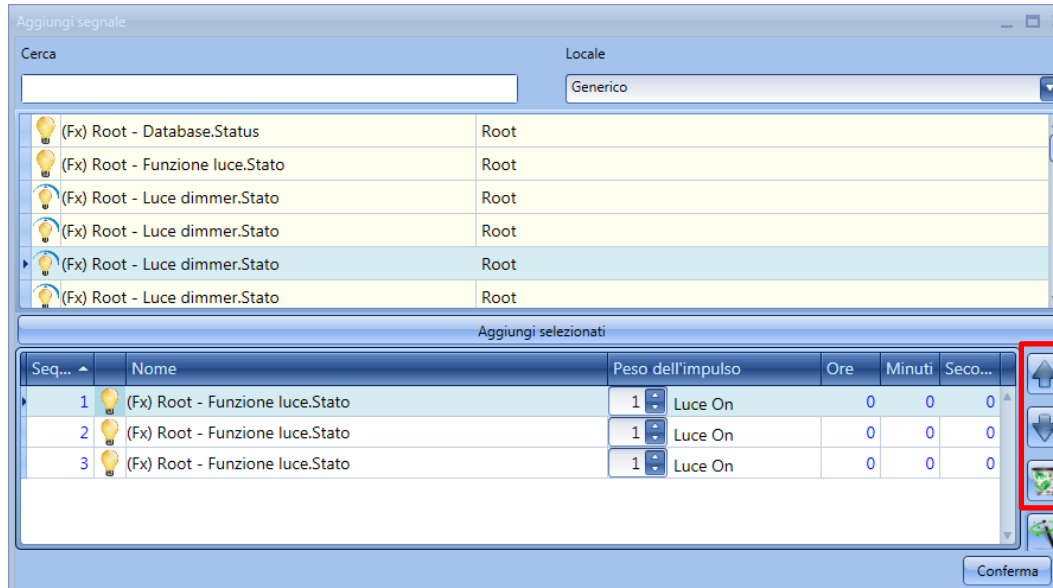 Aggiungi segnale
Cerca
Locale
Generico
(Fx) Root - Database.Status Root
(Fx) Root - Funzione luce.Stato Root
(Fx) Root - Luce dimmer.Stato Root
(Fx) Root - Luce dimmer.Stato Root
(Fx) Root - Luce dimmer.Stato Root
(Fx) Root - Luce dimmer.Stato Root
Aggiungi selezionati
Seq... Nome Peso dell'impulso Ore Minuti Seco...
1 (Fx) Root - Funzione luce.Stato 1 Luce On 0 0 0
2 (Fx) Root - Funzione luce.Stato 1 Luce On 0 0 0
3 (Fx) Root - Funzione luce.Stato 1 Luce On 0 0 0
Conferma